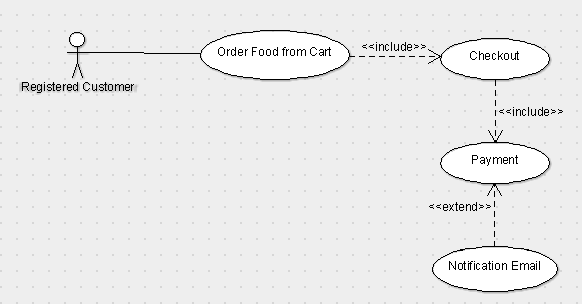 Order Food from Cart
<<include>>
Checkout
Registered Customer
<<include>>
Payment
<<extend>>
Notification Email